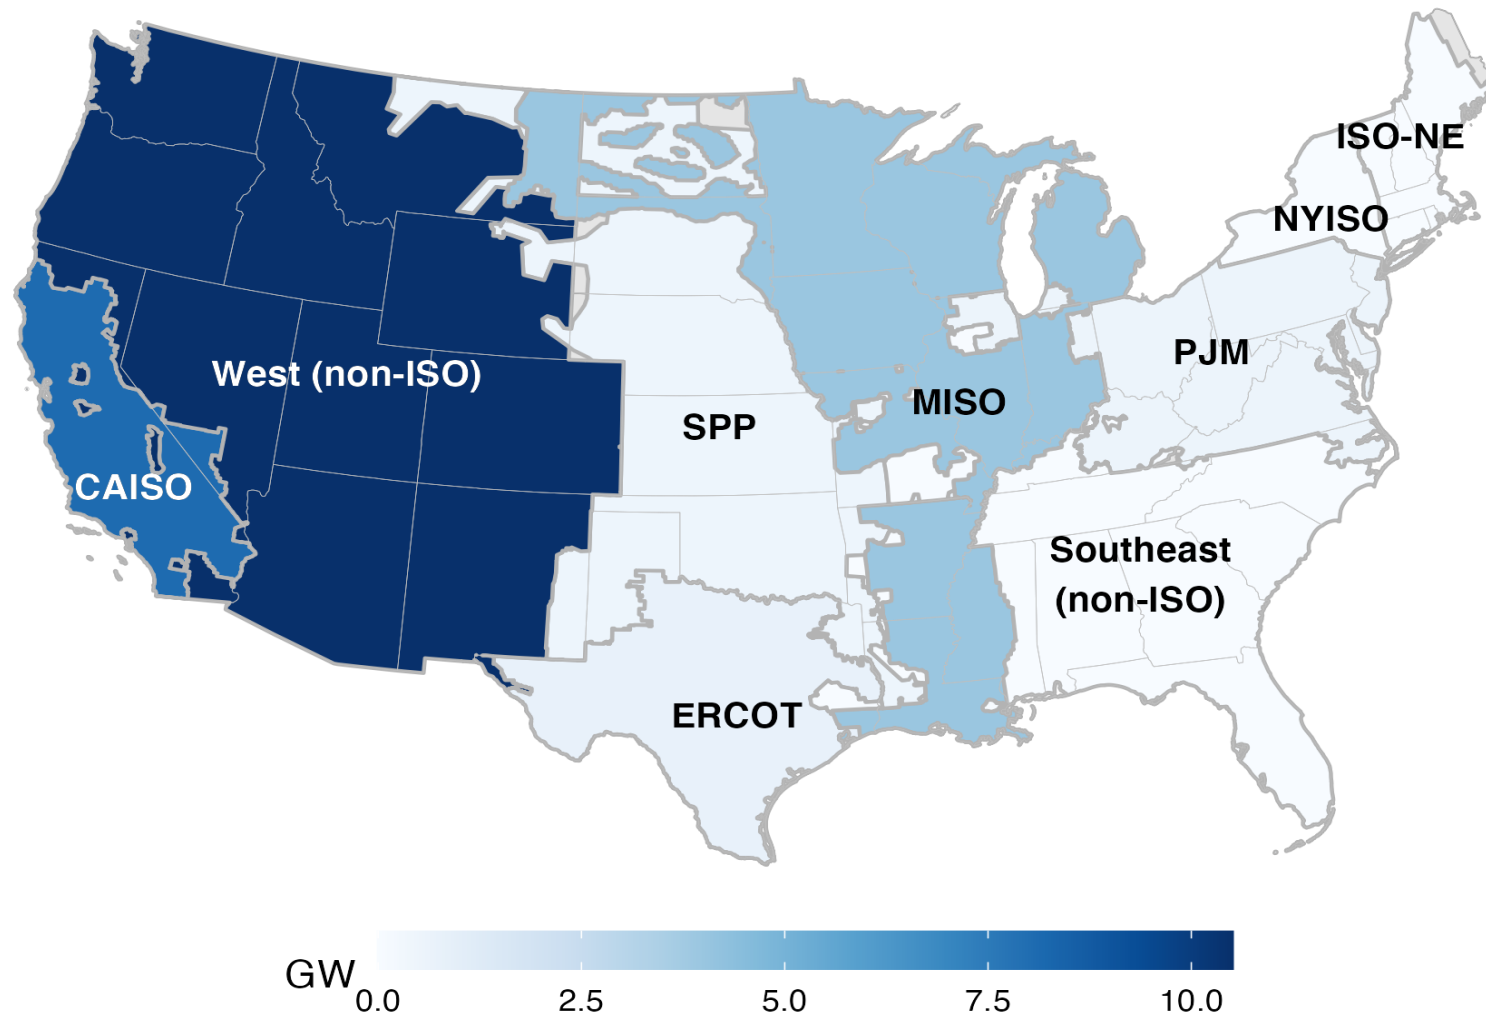 ISO-NE
NYISO
PJM
West (non-ISO)
MISO
SPP
CAISO
Southeast
(non-ISO)
ERCOT
GW
0.0 2.5 5.0 7.5 10.0